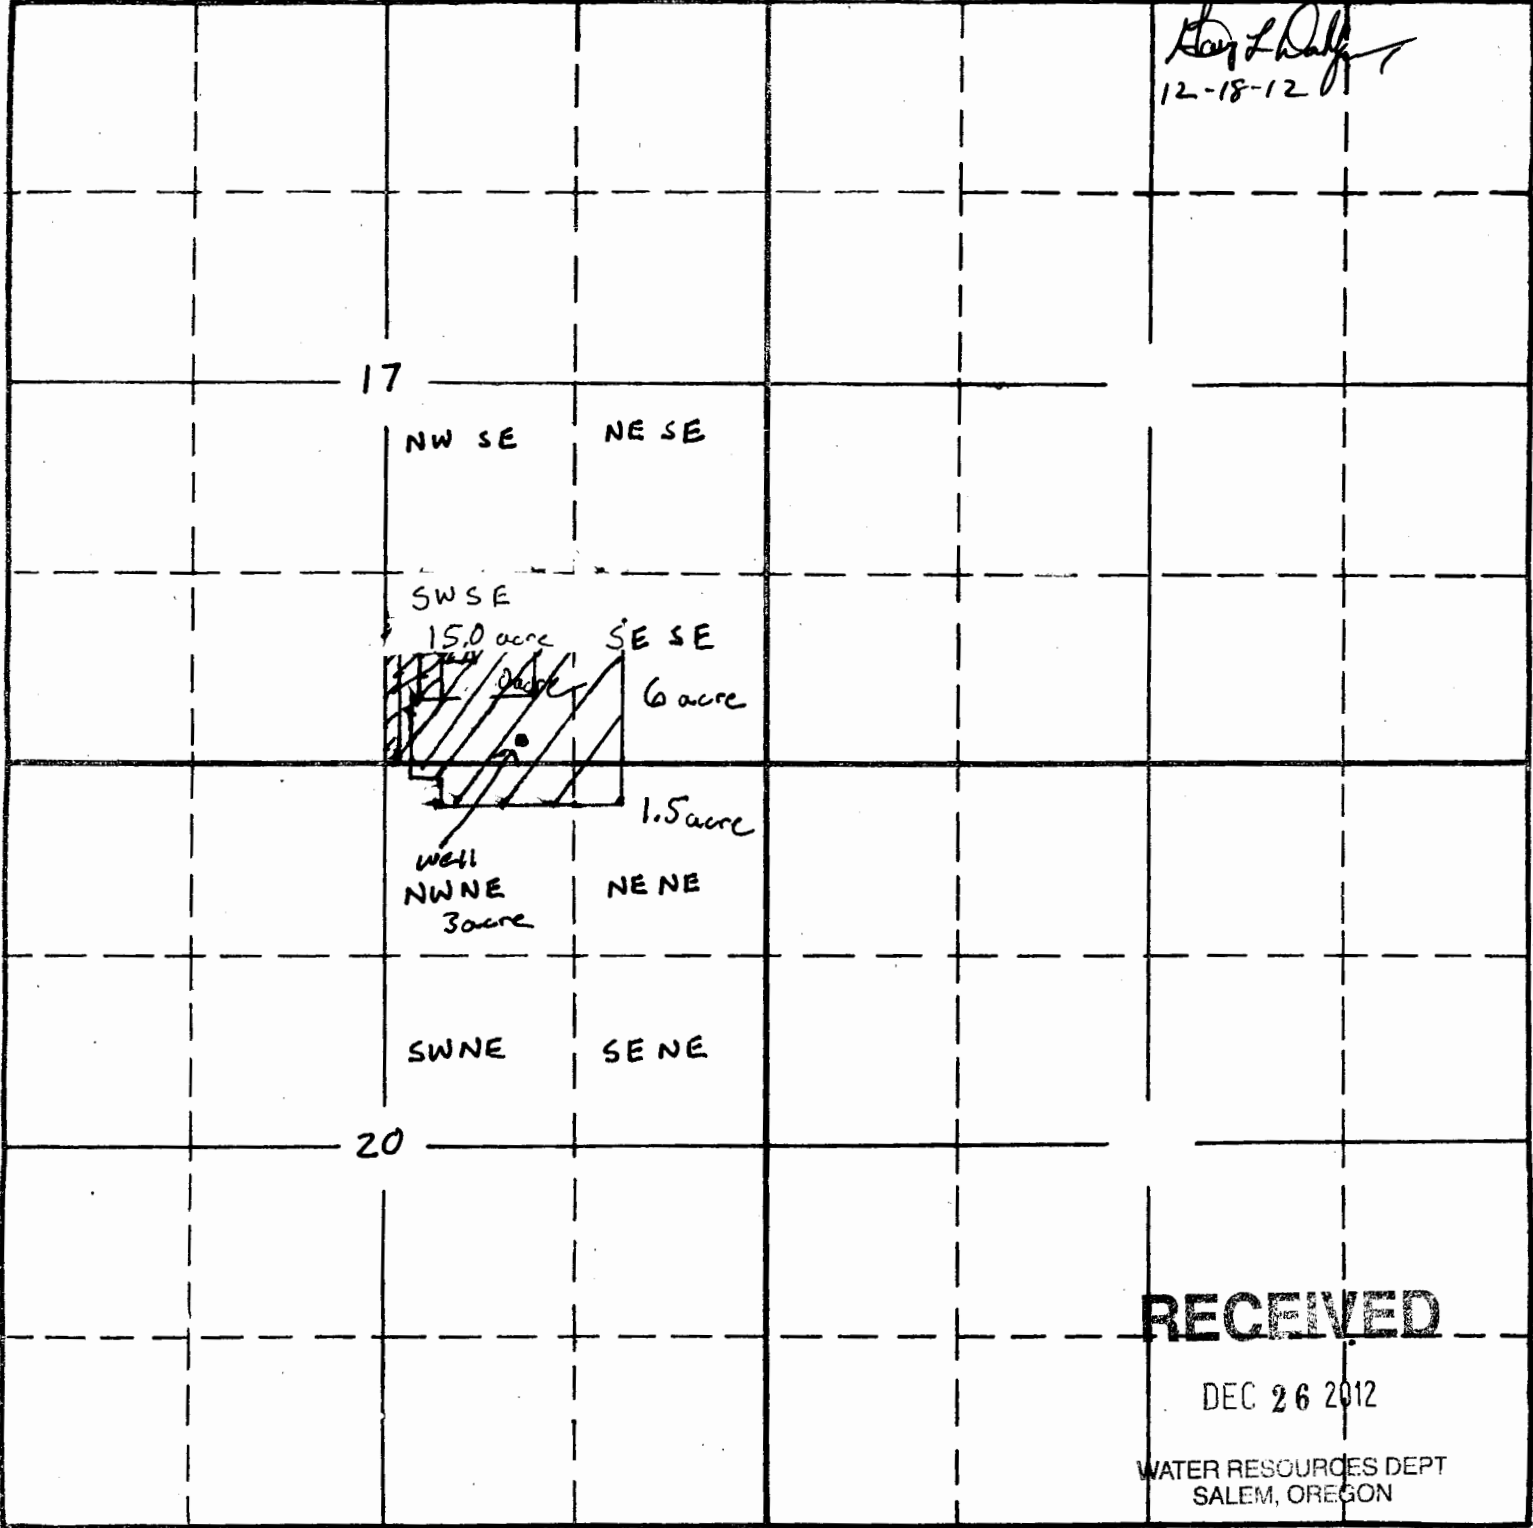 12-18-12
17
NW SE
NE SE
SWSE
15.0 acre
SE SE
6 acre
1.5 acre
well
NWNE
3 acre
NE NE
SWNE
SE NE
20
RECEIVED
DEC 26 2012
WATER RESOURCES DEPT
SALEM, OREGON